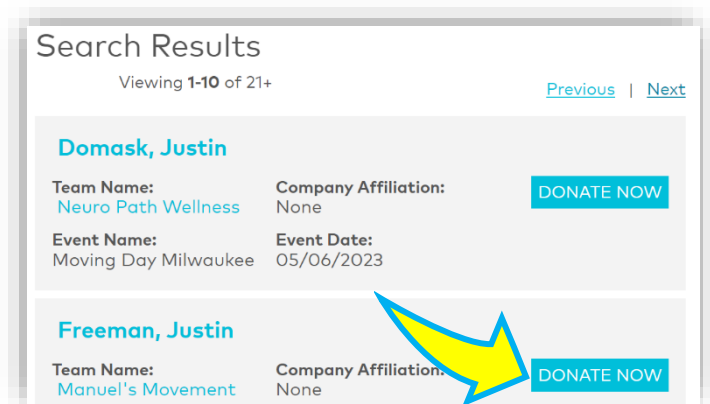 Search Results
Viewing 1-10 of 21+
Previous | Next
Domask, Justin
Team Name: Company Affiliation: DONATE NOW
Neuro Path Wellness None
Event Name: Event Date:
Moving Day Milwaukee 05/06/2023
Freeman, Justin
Team Name: Company Affiliation: DONATE NOW
Manuel's Movement None